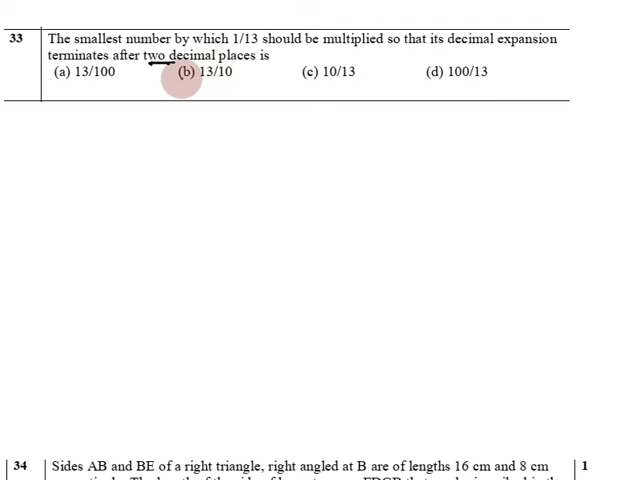 33 The smallest number by which 1/13 should be multiplied so that its decimal expansion
terminates after two decimal places is
(a) 13/100 (b) 13/10 (c) 10/13 (d) 100/13
34 Sides AB and BE of a right triangle, right angled at B are of lengths 16 cm and 8 cm 1